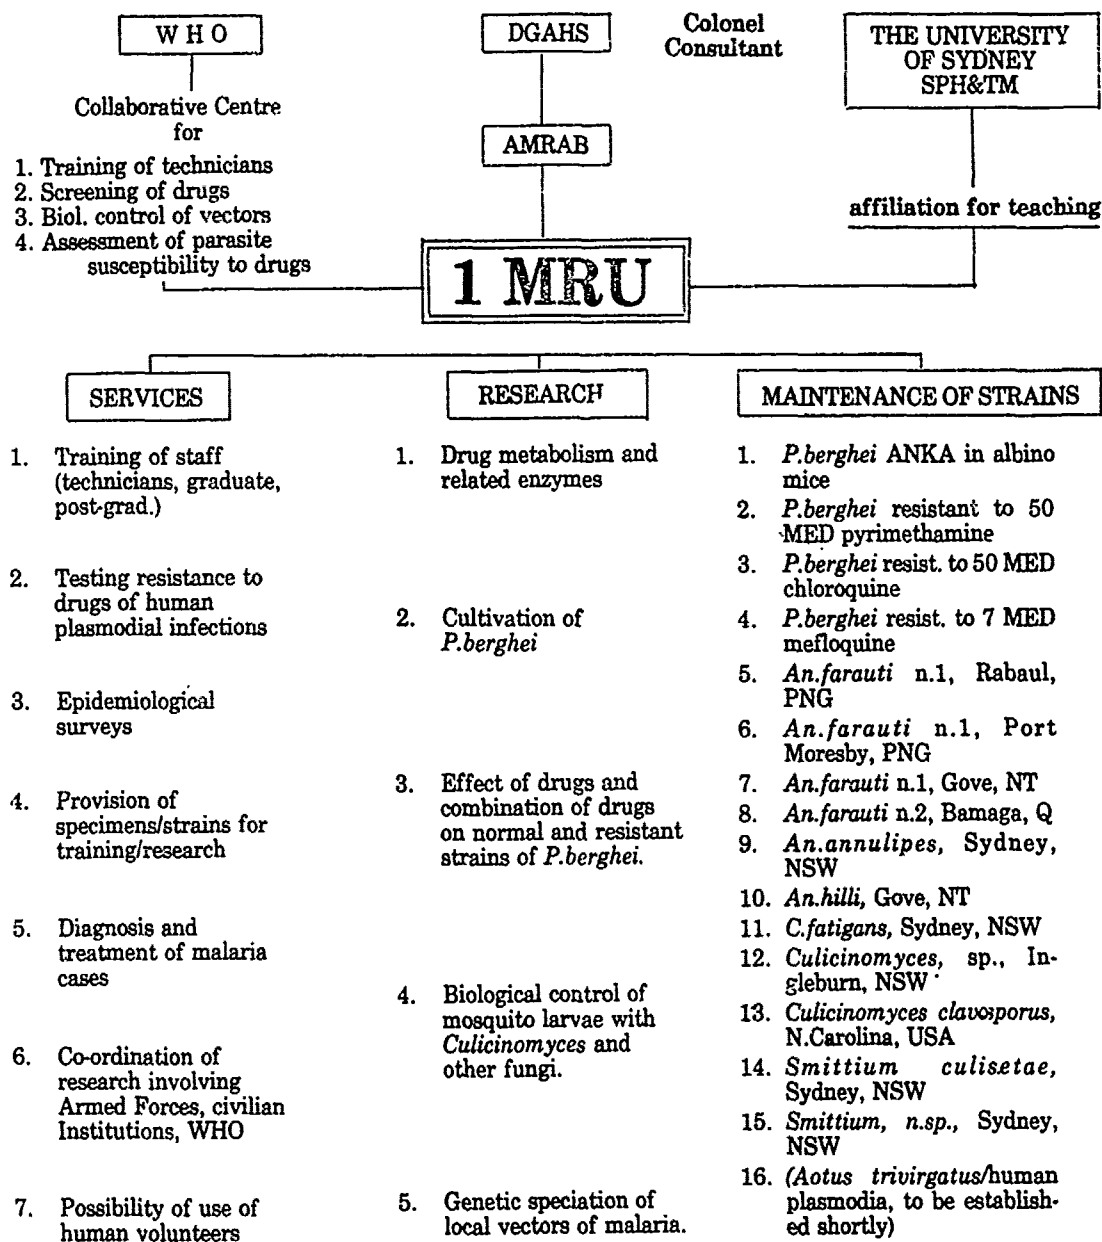 W H O
Collaborative Centre
for
1. Training of technicians
2. Screening of drugs
3. Biol. control of vectors
4. Assessment of parasite
susceptibility to drugs
DGAHS
AMRAB
Colonel
Consultant
THE UNIVERSITY
OF SYDNEY
SPH&TM
affiliation for teaching
1 MRU
SERVICES
1. Training of staff
(technicians, graduate,
post-grad.)
2. Testing resistance to
drugs of human
plasmodial infections
3. Epidemiological
surveys
4. Provision of
specimens/strains for
training/research
5. Diagnosis and
treatment of malaria
cases
6. Co-ordination of
research involving
Armed Forces, civilian
Institutions, WHO
7. Possibility of use of
human volunteers
RESEARCH
1. Drug metabolism and
related enzymes
2. Cultivation of
P.berghei
3. Effect of drugs and
combination of drugs
on normal and resistant
strains of P.berghei.
4. Biological control of
mosquito larvae with
Culicinomyces and
other fungi.
5. Genetic speciation of
local vectors of malaria.
MAINTENANCE OF STRAINS
1. P.berghei ANKA in albino
mice
2. P.berghei resistant to 50
MED pyrimethamine
3. P.berghei resist. to 50 MED
chloroquine
4. P.berghei resist. to 7 MED
mefloquine
5. An.farauti n.1, Rabaul,
PNG
6. An.farauti n.1, Port
Moresby, PNG
7. An.farauti n.1, Gove, NT
8. An.farauti n.2, Bamaga, Q
9. An.annulipes, Sydney,
NSW
10. An.hilli, Gove, NT
11. C.fatigans, Sydney, NSW
12. Culicinomyces, sp., In-
gleburn, NSW
13. Culicinomyces clavosporus,
N.Carolina, USA
14. Smittium culisetae,
Sydney, NSW
15. Smittium, n.sp., Sydney,
NSW
16. (Aotus trivirgatus/human
plasmodia, to be establish-
ed shortly)